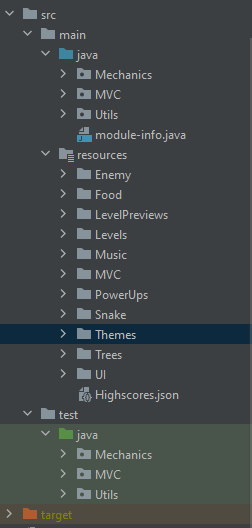 src
main
java
Mechanics
MVC
Utils
module-info.java
resources
Enemy
Food
LevelPreviews
Levels
Music
MVC
PowerUps
Snake
Themes
Trees
UI
Highscores.json
test
java
Mechanics
MVC
Utils
target